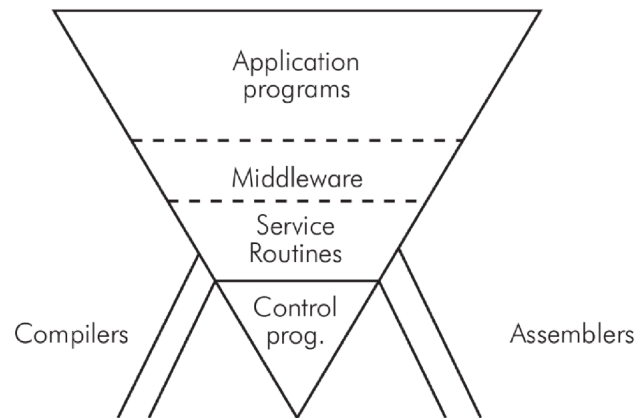 Application
programs
Middleware
Service
Routines
Control
prog.
Compilers
Assemblers